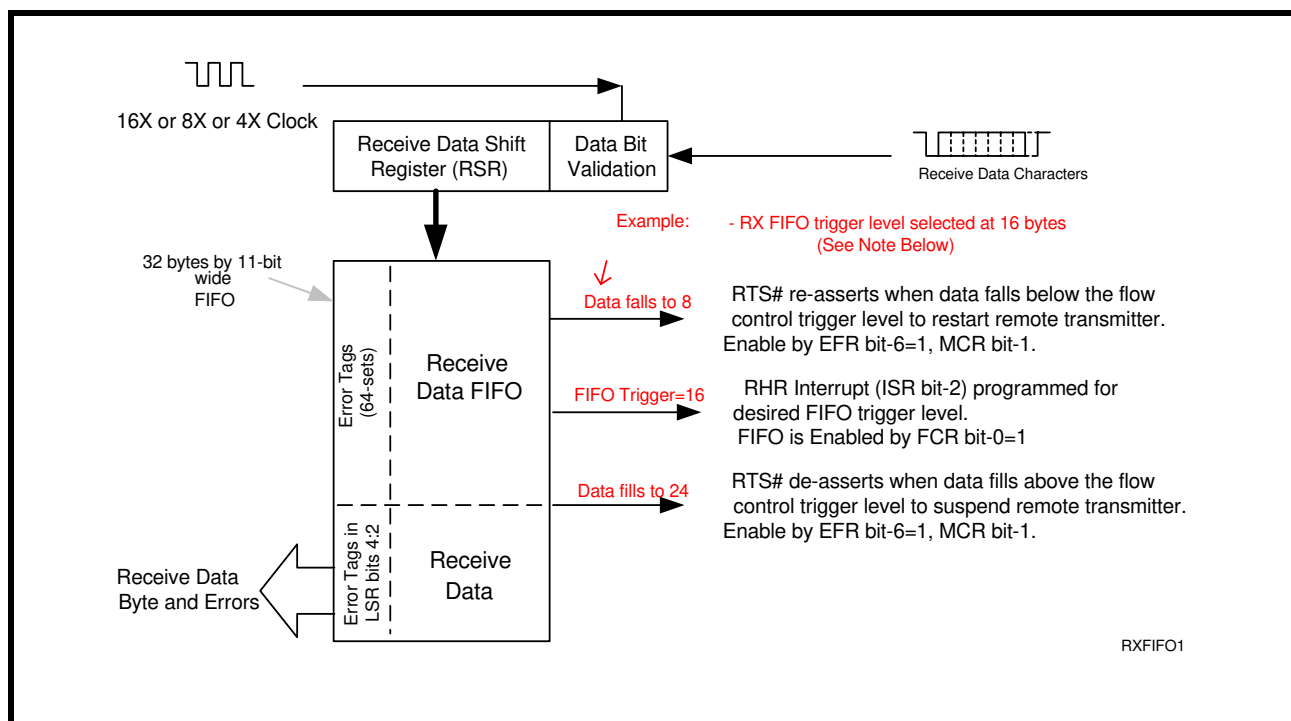 16X or 8X or 4X Clock
Receive Data Shift
Register (RSR)
Data Bit
Validation
Receive Data Characters
Example: - RX FIFO trigger level selected at 16 bytes
(See Note Below)
32 bytes by 11-bit
wide
FIFO
Error Tags
(64-sets)
Receive
Data FIFO
Data falls to 8
RTS# re-asserts when data falls below the flow
control trigger level to restart remote transmitter.
Enable by EFR bit-6=1, MCR bit-1.
FIFO Trigger=16
RHR Interrupt (ISR bit-2) programmed for
desired FIFO trigger level.
FIFO is Enabled by FCR bit-0=1
Data fills to 24
RTS# de-asserts when data fills above the flow
control trigger level to suspend remote transmitter.
Enable by EFR bit-6=1, MCR bit-1.
Error Tags in
LSR bits 4:2
Receive
Data
Receive Data
Byte and Errors
RXFIFO1